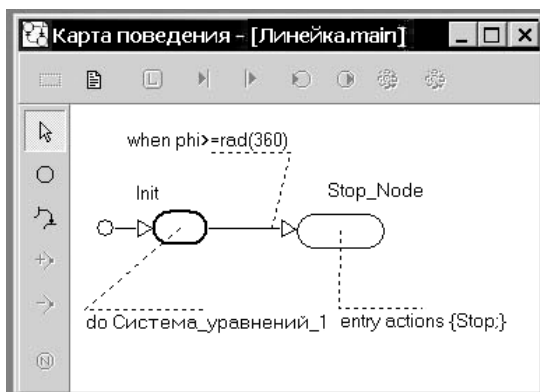 Карта поведения - [Линейка.main]
L
when phi>=rad(360)
Init
Stop_Node
do Система_уравнений_1
entry actions {Stop;}
N